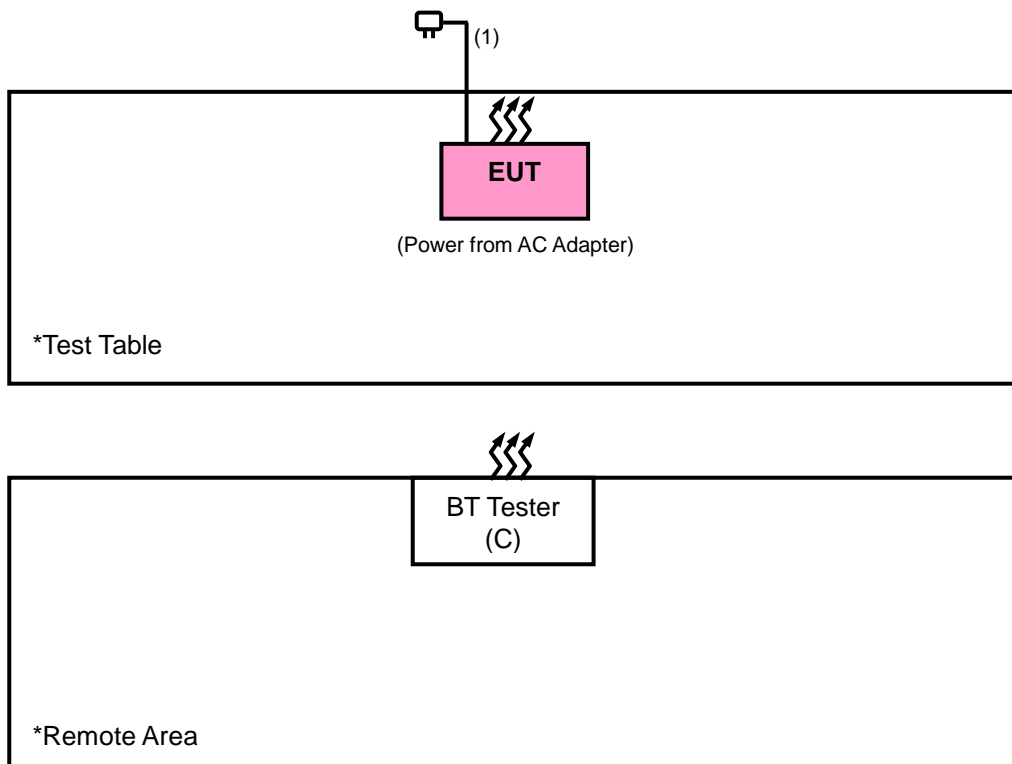 (1)
EUT
(Power from AC Adapter)
*Test Table
BT Tester
(C)
*Remote Area